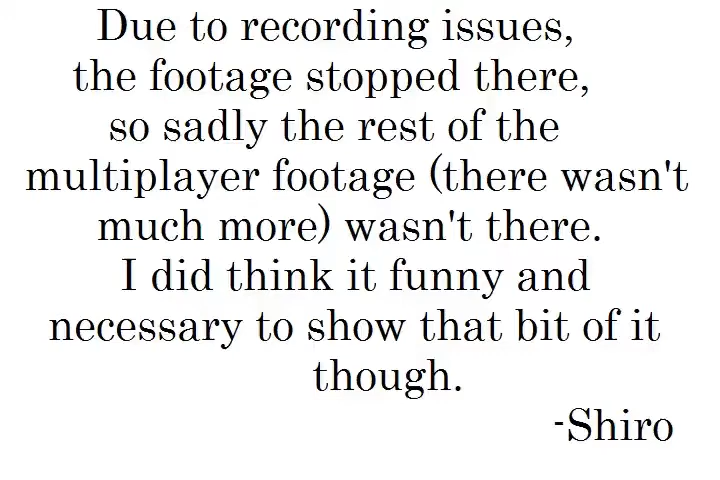 Due to recording issues,
the footage stopped there,
so sadly the rest of the
multiplayer footage (there wasn't
much more) wasn't there.
I did think it funny and
necessary to show that bit of it
though.
-Shiro